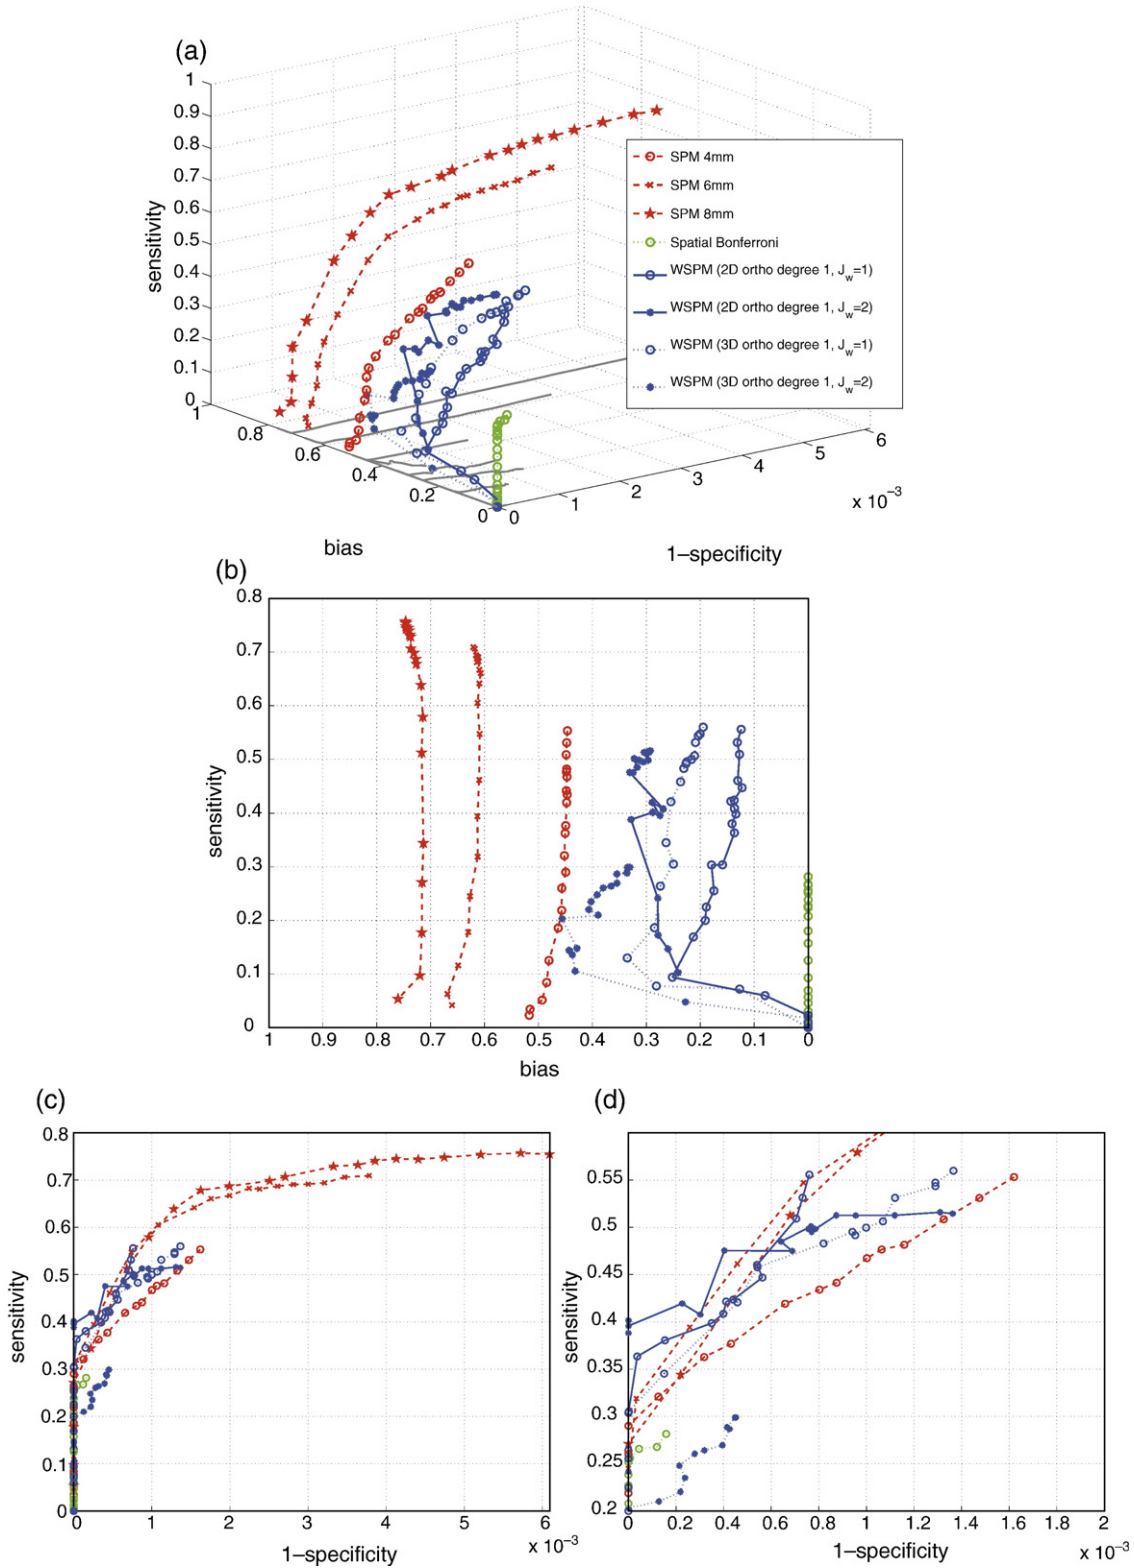 (a)
1
0.9
0.8
0.7
0.6
0.5
0.4
0.3
0.2
0.1
0
sensitivity
1
0.8
0.6
0.4
0.2
0
bias
0
1
2
3
4
5
6
x 10⁻³
1–specificity
SPM 4mm
SPM 6mm
SPM 8mm
Spatial Bonferroni
WSPM (2D ortho degree 1, J_w=1)
WSPM (2D ortho degree 1, J_w=2)
WSPM (3D ortho degree 1, J_w=1)
WSPM (3D ortho degree 1, J_w=2)
(b)
0.8
0.7
0.6
0.5
0.4
0.3
0.2
0.1
0
sensitivity
1 0.9 0.8 0.7 0.6 0.5 0.4 0.3 0.2 0.1 0
bias
(c)
0.8
0.7
0.6
0.5
0.4
0.3
0.2
0.1
0
sensitivity
0 1 2 3 4 5 6
1–specificity
x 10⁻³
(d)
0.55
0.5
0.45
0.4
0.35
0.3
0.25
0.2
sensitivity
0 0.2 0.4 0.6 0.8 1 1.2 1.4 1.6 1.8 2
1–specificity
x 10⁻³